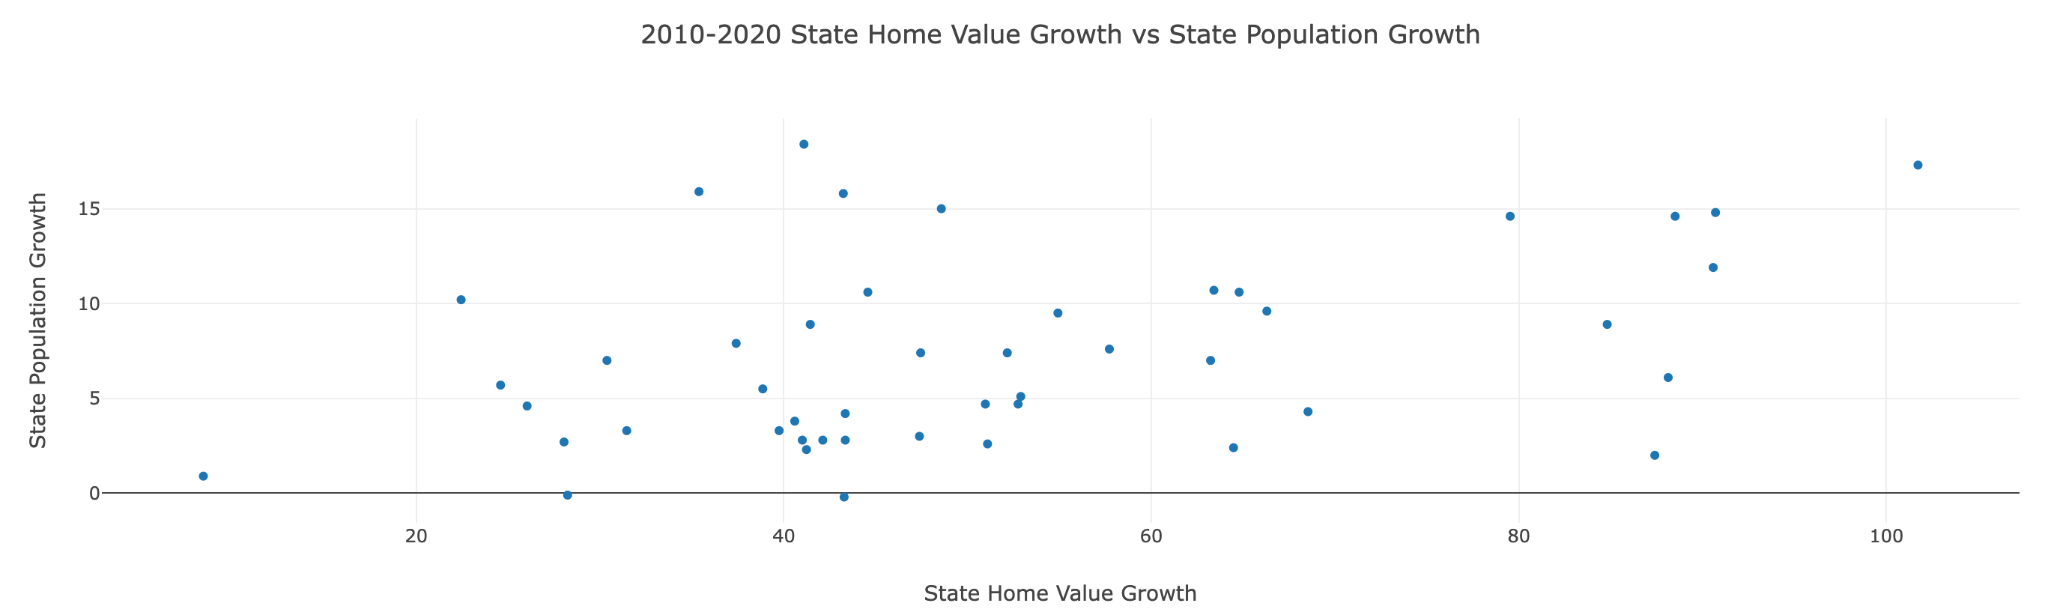 2010-2020 State Home Value Growth vs State Population Growth
State Population Growth
15
10
5
0
20 40 60 80 100
State Home Value Growth